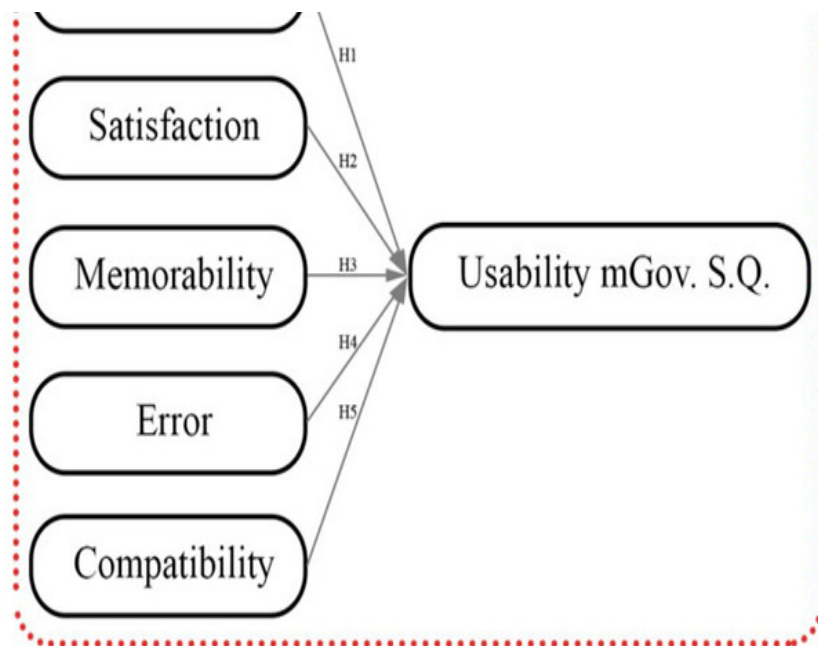 H1
Satisfaction
H2
Memorability
H3
Usability mGov. S.Q.
H4
Error
H5
Compatibility